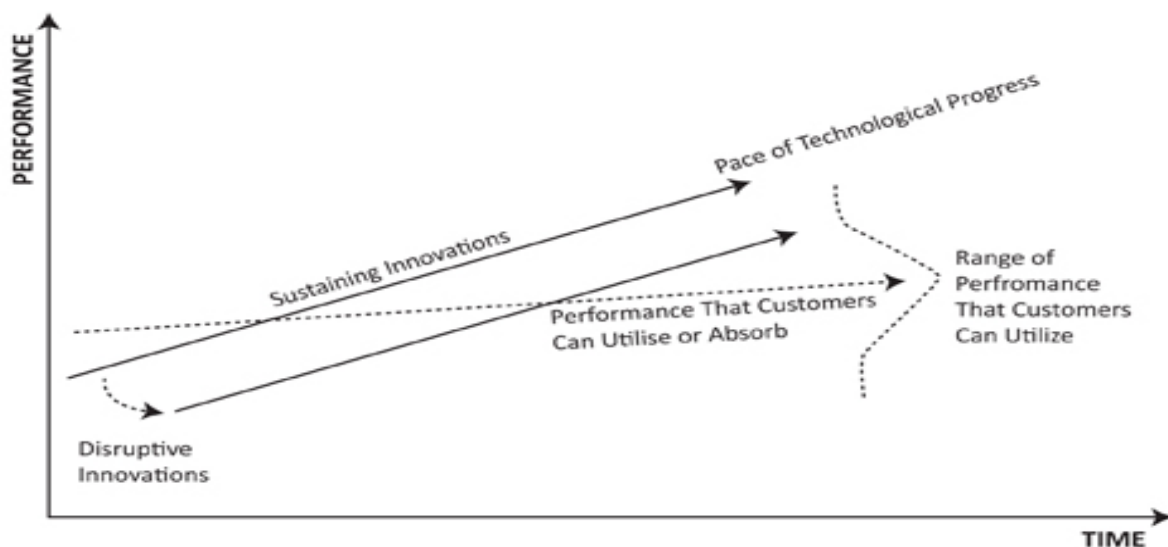 PERFORMANCE
Pace of Technological Progress
Sustaining Innovations
Range of
Perfromance
That Customers
Can Utilize
Performance That Customers
Can Utilise or Absorb
Disruptive
Innovations
TIME